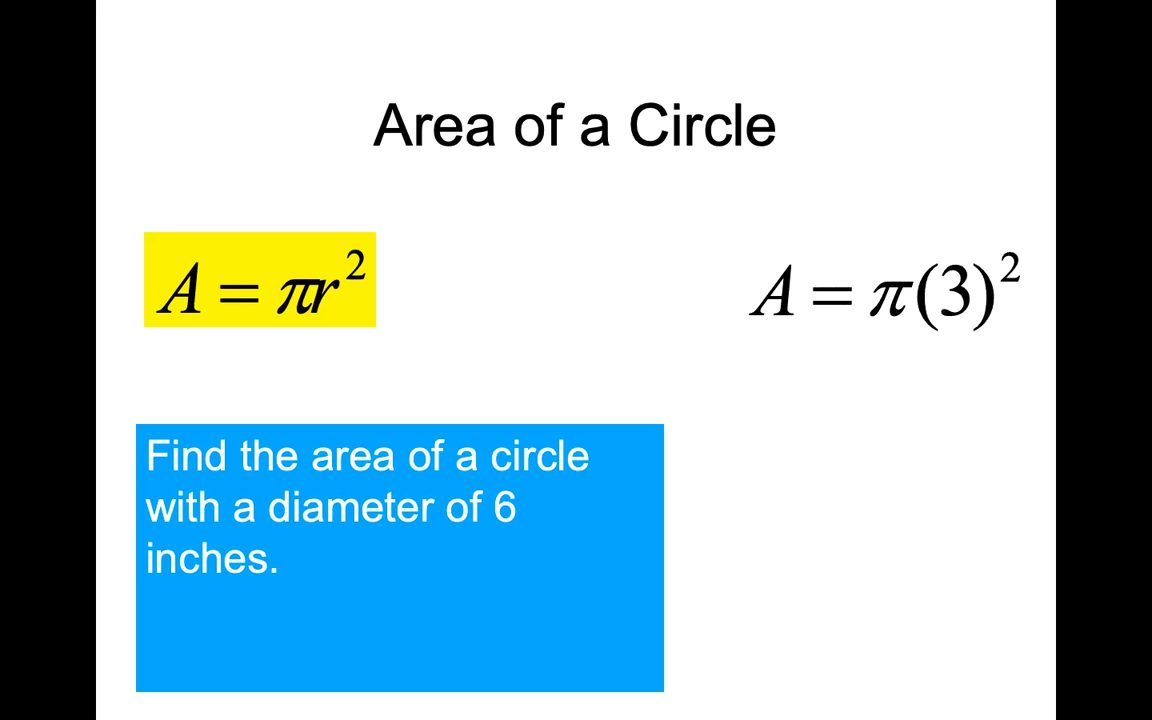 Area of a Circle
A = πr²
A = π(3)²
Find the area of a circle
with a diameter of 6
inches.